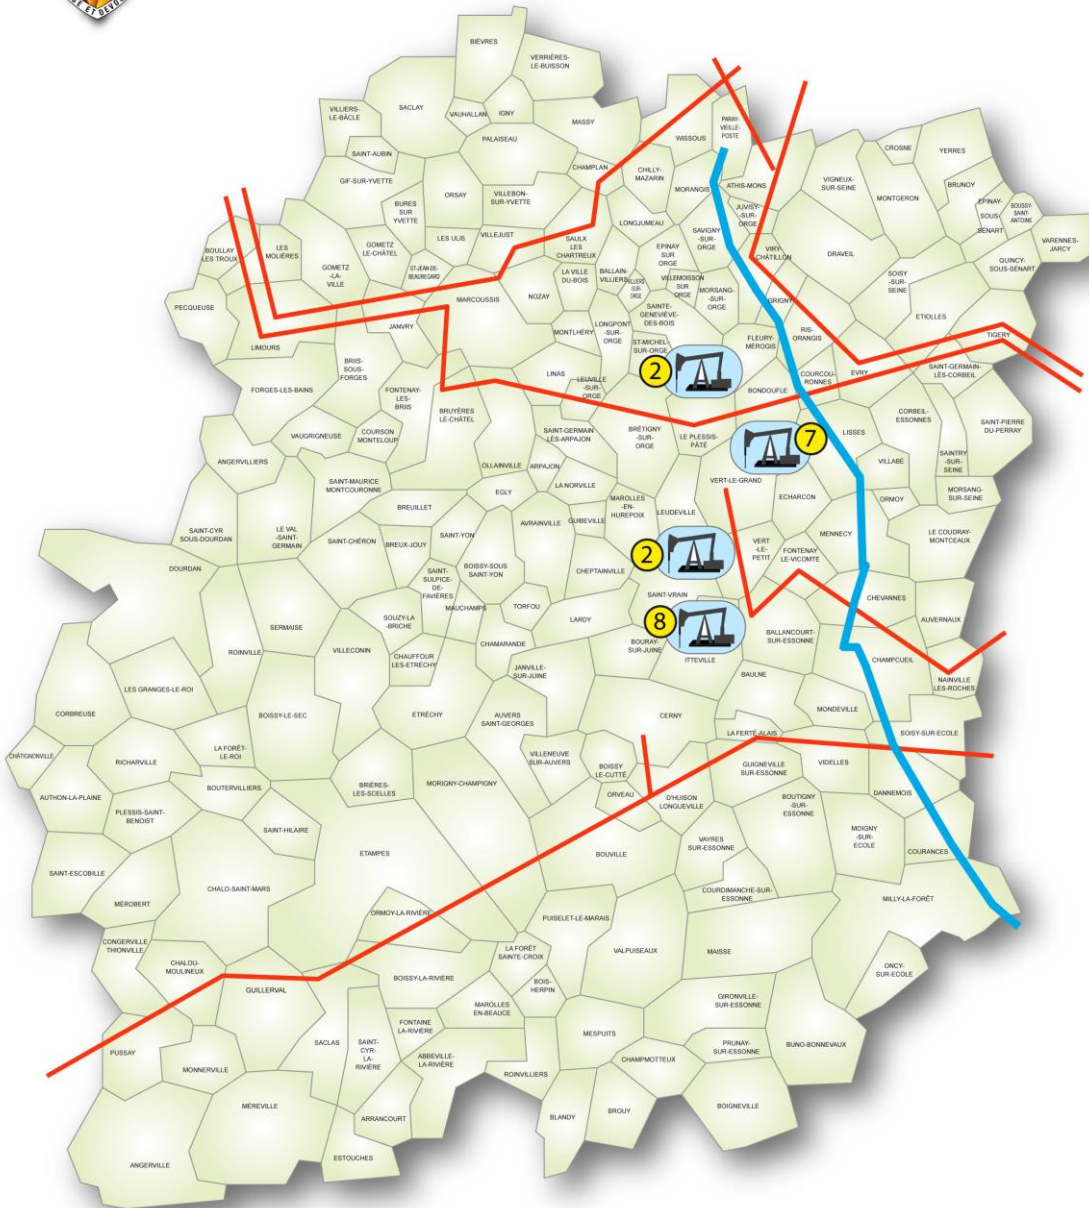 GE ET DEVOU
BIÈVRES
VERRIÈRES-
LE-BUISSON
VILLIERS-
LE-BÂCLE
SACLAY
VAUHALLAN
IGNY
MASSY
WISSOUS
PARAY-
VIEILLE-
POSTE
PALAISEAU
SAINT-AUBIN
CHAMPLAN
CHILLY-
MAZARIN
CROSNE
YERRES
GIF-SUR-YVETTE
ORSAY
VILLEBON-
SUR-YVETTE
MORANGIS
ATHIS-MONS
VIGNEUX-
SUR-SEINE
MONTGERON
BRUNOY
BURES
SUR
YVETTE
LONGJUMEAU
JUVISY-
SUR-
ORGE
EPINAY-
SOUS-
SÉNART
BOUSSY-
SAINT-
ANTOINE
VARENNES-
JARCY
SAVIGNY
-SUR-
ORGE
LES ULIS
VILLEJUST
SAULX
LES
CHARTREUX
EPINAY
SUR
ORGE
VIRY-
CHÂTILLON
DRAVEIL
QUINCY-
SOUS-SÉNART
BOULLAY
LES TROUX
LES
MOLIÈRES
GOMETZ
LE-CHÂTEL
GOMETZ
-LA-
VILLE
ST-JEAN-DE-
BEAUREGARD
LA VILLE
DU-BOIS
BALLAIN-
VILLIERS
VILLIERS
-SUR-
ORGE
VILLEMOISSON
SUR
ORGE
MORSANG-
-SUR-
ORGE
SOISY
-SUR-
SEINE
PECQUEUSE
MARCOUSSIS
NOZAY
SAINTE-
GENEVIÈVE-
DES-BOIS
GRIGNY
ETIOLLES
LIMOURS
JANVRY
MONTLHÉRY
LONGPONT
-SUR-
ORGE
ST-MICHEL-
SUR-ORGE
FLEURY-
MÉROGIS
RIS-
ORANGIS
TIGERY
BRIIS-
SOUS-
FORGES
2
LINAS
LEUVILLE
-SUR-
ORGE
COURCOU-
RONNES
EVRY
SAINT-GERMAIN-
LÈS-CORBEIL
FORGES-LES-BAINS
FONTENAY-
LES-
BRIIS
BONDOUFLE
BRUYÈRES
LE-CHÂTEL
CORBEIL-
ESSONNES
SAINT-PIERRE
DU-PERRAY
VAUGRIGNEUSE
COURSON
MONTELOUP
SAINT-GERMAIN
LÈS-ARPAJON
BRÉTIGNY
-SUR-
ORGE
LE PLESSIS-
PÂTÉ
7
LISSES
ANGERVILLIERS
OLLAINVILLE
ARPAJON
VILLABÉ
SAINTRY
-SUR-
SEINE
SAINT-MAURICE
MONTCOURONNE
LA NORVILLE
VERT-LE-GRAND
EGLY
MAROLLES
-EN-
HUREPOIX
ECHARCON
ORMOY
MORSANG-
SUR-SEINE
BREUILLET
LEUDEVILLE
SAINT-CYR
SOUS-DOURDAN
LE VAL
-SAINT-
GERMAIN
AVRAINVILLE
GUIBEVILLE
SAINT-CHÉRON
BREUX-JOUY
SAINT-YON
MENNECY
LE COUDRAY-
MONTCEAUX
DOURDAN
2
VERT
-LE-
PETIT
FONTENAY
LE-VICOMTE
BOISSY-SOUS
SAINT-YON
CHEPTAINVILLE
SAINT-
SULPICE-
DE-
FAVIÈRES
SAINT-VRAIN
CHEVANNES
MAUCHAMPS
TORFOU
SOUZY-LA
-BRICHE
LARDY
8
AUVERNAUX
SERMAISE
BALLANCOURT-
SUR-ESSONNE
ROINVILLE
VILLECONIN
CHAMARANDE
BOURAY-
SUR-JUINE
ITTEVILLE
CHAUFFOUR
LES-ETRÉCHY
CHAMPCUEIL
JANVILLE-
SUR-JUINE
BAULNE
NAINVILLE
LES-ROCHES
LES GRANGES-LE-ROI
CORBREUSE
BOISSY-LE-SEC
ETRÉCHY
AUVERS
SAINT-GEORGES
CERNY
MONDEVILLE
LA FERTÉ-ALAIS
SOISY-SUR-ECOLE
CHÂTIGNONVILLE
RICHARVILLE
LA FORÊT-
LE-ROI
VILLENEUVE
SUR-AUVERS
BOISSY
LE-CUTTÉ
GUIGNEVILLE
SUR-ESSONNE
VIDELLES
BOUTERVILLIERS
BRIÈRES-
LES-SCELLES
MORIGNY-CHAMPIGNY
ORVEAU
DANNEMOIS
AUTHON-LA-PLAINE
D'HUISON
LONGUEVILLE
BOUTIGNY
-SUR-
ESSONNE
PLESSIS-SAINT-
BENOIST
SAINT-HILAIRE
MOIGNY
-SUR-
ECOLE
VAYRES
SUR-ESSONNE
COURANCES
ETAMPES
BOUVILLE
SAINT-ESCOBILLE
CHALO-SAINT-MARS
COURDIMANCHE-SUR-
ESSONNE
MILLY-LA-FORÊT
MÉROBERT
ORMOY-LA-RIVIÈRE
PUISELET-LE-MARAIS
CONGERVILLE
THIONVILLE
LA FORÊT
SAINTE-CROIX
VALPUISEAUX
MAISSE
CHALOU-
MOULINEUX
ONCY-
SUR-ECOLE
BOISSY-LA-RIVIÈRE
BOIS-
HERPIN
GUILLERVAL
MAROLLES
EN-BEAUCE
GIRONVILLE-
SUR-ESSONNE
FONTAINE
LA-RIVIÈRE
MESPUITS
SACLAS
SAINT-
CYR-
LA-
RIVIÈRE
PRUNAY-
SUR-ESSONNE
BUNO-BONNEVAUX
PUSSAY
ABBEVILLE-
LA-RIVIÈRE
CHAMPMOTTEUX
MONNERVILLE
ROINVILLIERS
MÉREVILLE
BOIGNEVILLE
BROUY
BLANDY
ARRANCOURT
ESTOUCHES
ANGERVILLE